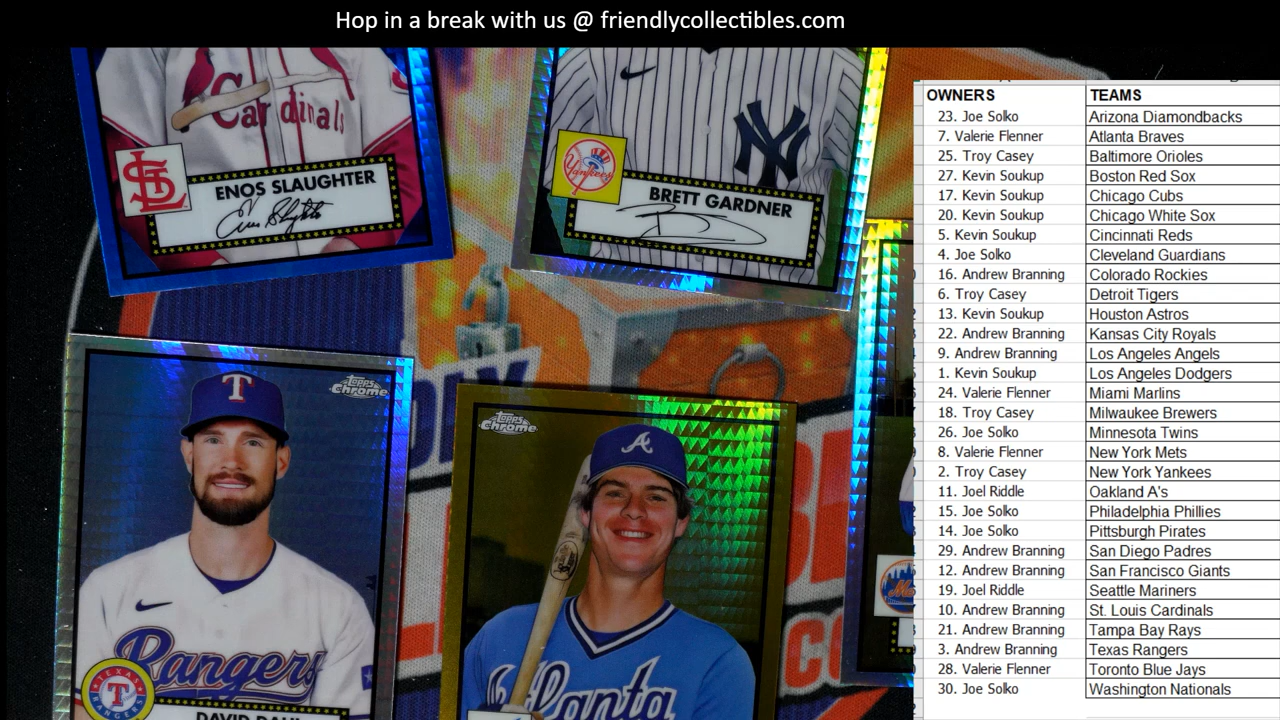 Hop in a break with us @ friendlycollectibles.com
Cardinals
ENOS SLAUGHTER
NY
Yankees
BRETT GARDNER
T
Topps
Chrome
Rangers
TEXAS
T
RANGERS
Topps
Chrome
A
Atlanta
OWNERS TEAMS
23. Joe Solko Arizona Diamondbacks
7. Valerie Flenner Atlanta Braves
25. Troy Casey Baltimore Orioles
27. Kevin Soukup Boston Red Sox
17. Kevin Soukup Chicago Cubs
20. Kevin Soukup Chicago White Sox
5. Kevin Soukup Cincinnati Reds
4. Joe Solko Cleveland Guardians
16. Andrew Branning Colorado Rockies
6. Troy Casey Detroit Tigers
13. Kevin Soukup Houston Astros
22. Andrew Branning Kansas City Royals
9. Andrew Branning Los Angeles Angels
1. Kevin Soukup Los Angeles Dodgers
24. Valerie Flenner Miami Marlins
18. Troy Casey Milwaukee Brewers
26. Joe Solko Minnesota Twins
8. Valerie Flenner New York Mets
2. Troy Casey New York Yankees
11. Joel Riddle Oakland A's
15. Joe Solko Philadelphia Phillies
14. Joe Solko Pittsburgh Pirates
29. Andrew Branning San Diego Padres
12. Andrew Branning San Francisco Giants
19. Joel Riddle Seattle Mariners
10. Andrew Branning St. Louis Cardinals
21. Andrew Branning Tampa Bay Rays
3. Andrew Branning Texas Rangers
28. Valerie Flenner Toronto Blue Jays
30. Joe Solko Washington Nationals